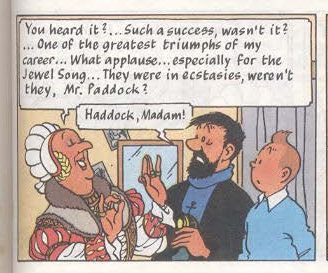 You heard it?... Such a success, wasn't it?
... One of the greatest triumphs of my
career... What applause... especially for the
Jewel Song... They were in ecstasies, weren't
they, Mr. Paddock?
Haddock, Madam!